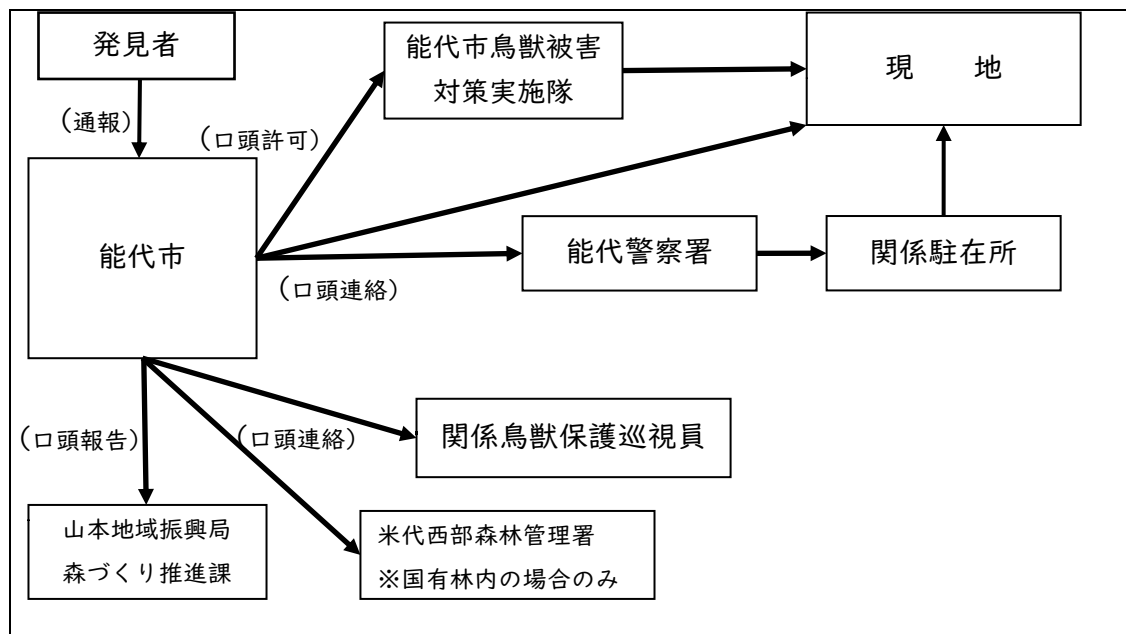 発見者
能代市鳥獣被害
対策実施隊
現　　地
（通報）
（口頭許可）
能代市
能代警察署
関係駐在所
（口頭連絡）
（口頭報告）
（口頭連絡）
関係鳥獣保護巡視員
山本地域振興局
森づくり推進課
米代西部森林管理署
※国有林内の場合のみ